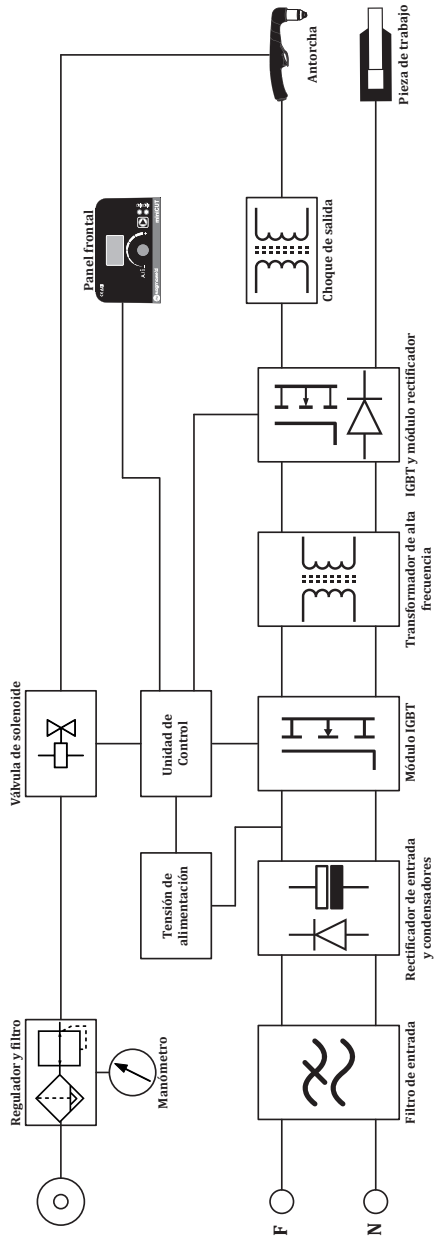 Regulador y filtro
Manómetro
Válvula de solenoide
Panel frontal
miniCUT
A
Antorcha
Tensión de
alimentación
Unidad de
Control
F
N
Filtro de entrada
Rectificador de entrada
y condensadores
Módulo IGBT
Transformador de alta
frecuencia
IGBT y módulo rectificador
Choque de salida
Pieza de trabajo